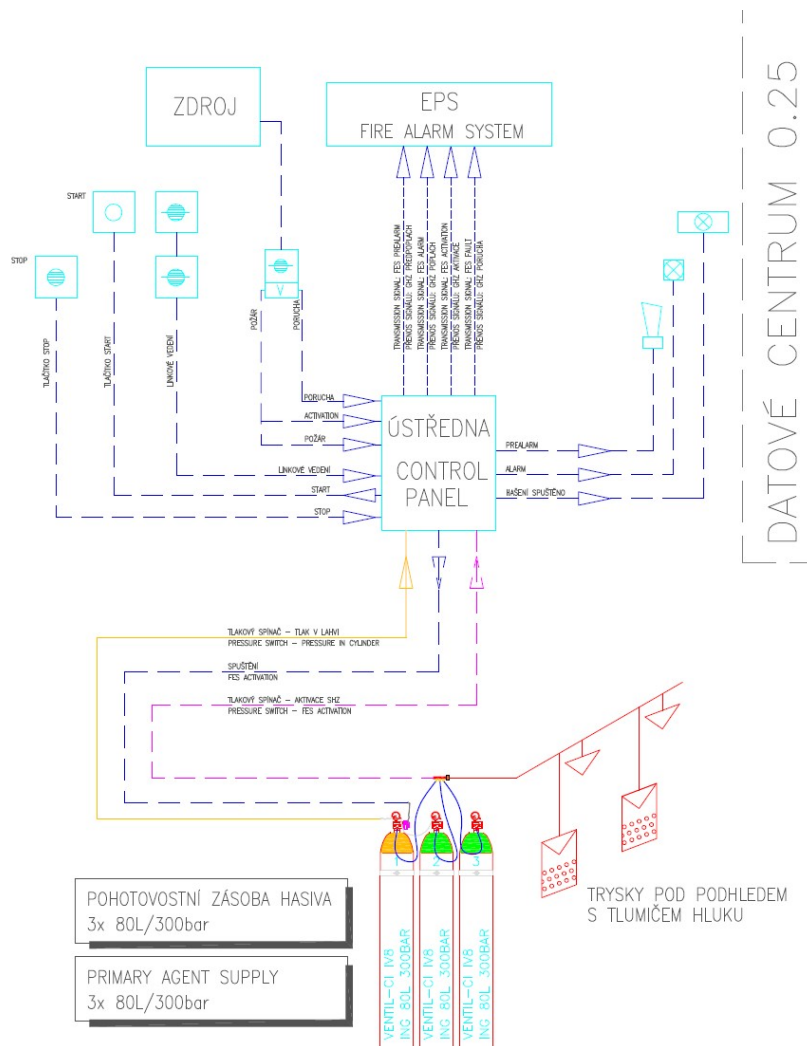 ZDROJ
EPS
FIRE ALARM SYSTEM
DATOVÉ CENTRUM 0.25
START
STOP
TLAČÍTKO STOP
TLAČÍTKO START
LINKOVÉ VEDENÍ
POŽÁR
PORUCHA
TRANSMISSION SIGNAL: FES PREALARM
PŘENOS SIGNÁLU: GHZ PŘEDPOPLACH
TRANSMISSION SIGNAL: FES ALARM
PŘENOS SIGNÁLU: GHZ POPLACH
TRANSMISSION SIGNAL: FES ACTIVATION
PŘENOS SIGNÁLU: GHZ AKTIVACE
TRANSMISSION SIGNAL: FES FAULT
PŘENOS SIGNÁLU: GHZ PORUCHA
PORUCHA
ACTIVATION
POŽÁR
LINKOVÉ VEDENÍ
START
STOP
ÚSTŘEDNA
CONTROL
PANEL
PREALARM
ALARM
HAŠENÍ SPUŠTĚNO
TLAKOVÝ SPÍNAČ – TLAK V LAHVI
PRESSURE SWITCH – PRESSURE IN CYLINDER
SPUŠTĚNÍ
FES ACTIVATION
TLAKOVÝ SPÍNAČ – AKTIVACE SHZ
PRESSURE SWITCH – FES ACTIVATION
1
2
3
VENTIL-CI IV8
ING 80L 300BAR
VENTIL-CI IV8
ING 80L 300BAR
VENTIL-CI IV8
ING 80L 300BAR
TRYSKY POD PODHLEDEM
S TLUMIČEM HLUKU
POHOTOVOSTNÍ ZÁSOBA HASIVA
3x 80L/300bar
PRIMARY AGENT SUPPLY
3x 80L/300bar